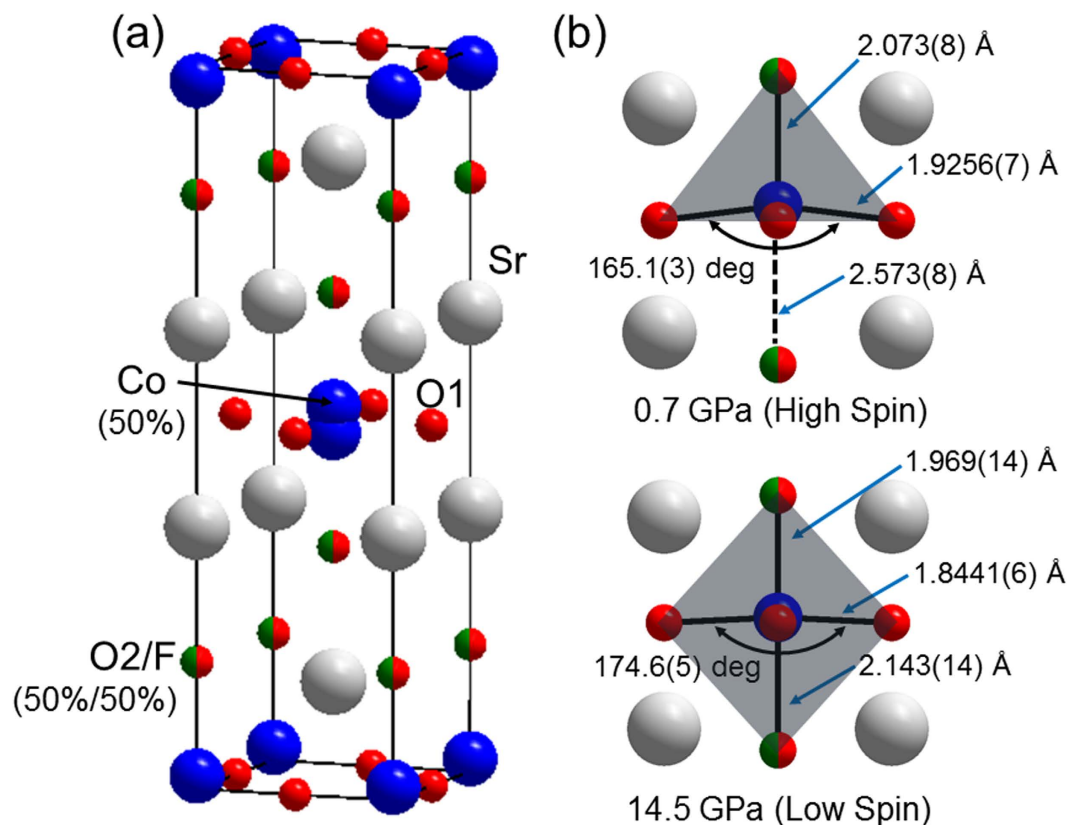 (a)
Sr
Co
(50%)
O1
O2/F
(50%/50%)
(b)
2.073(8) Å
1.9256(7) Å
165.1(3) deg
2.573(8) Å
0.7 GPa (High Spin)
1.969(14) Å
1.8441(6) Å
174.6(5) deg
2.143(14) Å
14.5 GPa (Low Spin)